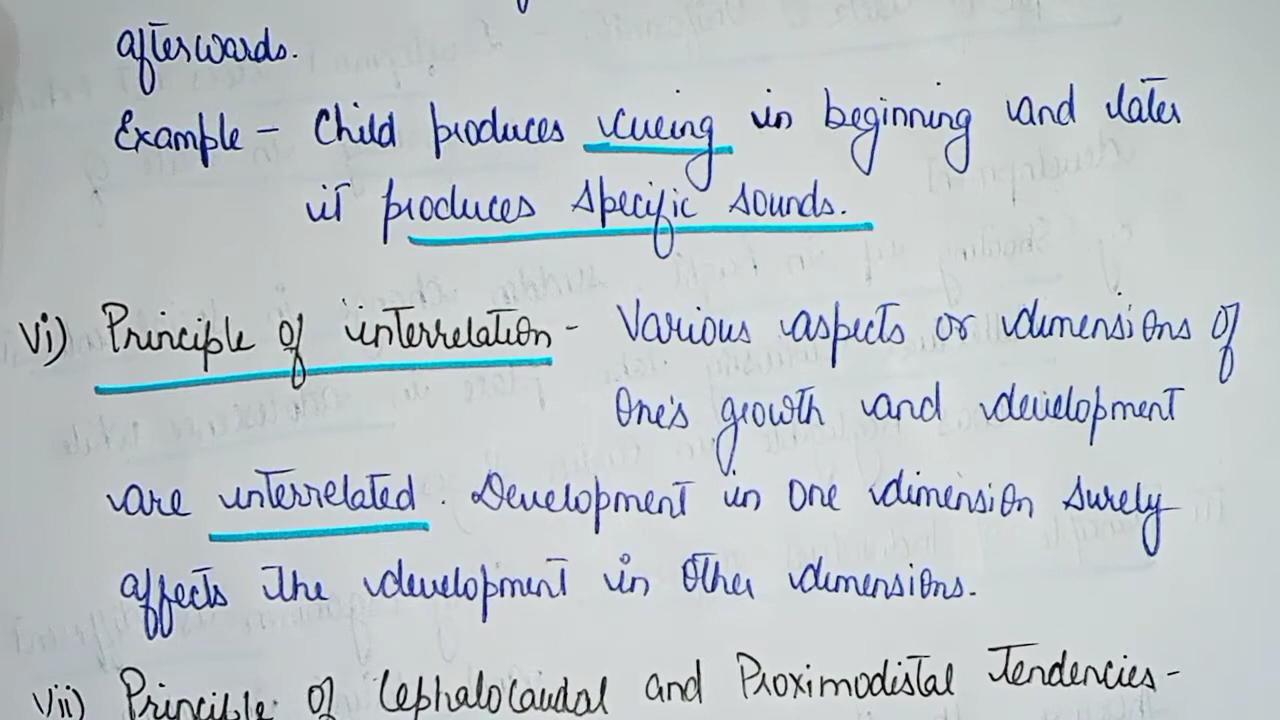 afterwards.
Example - Child produces cueing in beginning and later
it produces specific sounds.
vi) Principle of interrelation - Various aspects or dimensions of
One's growth and development
are interrelated. Development in one dimension surely
affects the development in other dimensions.
vii) Principle of Cephalocaudal and Proximodistal Tendencies -